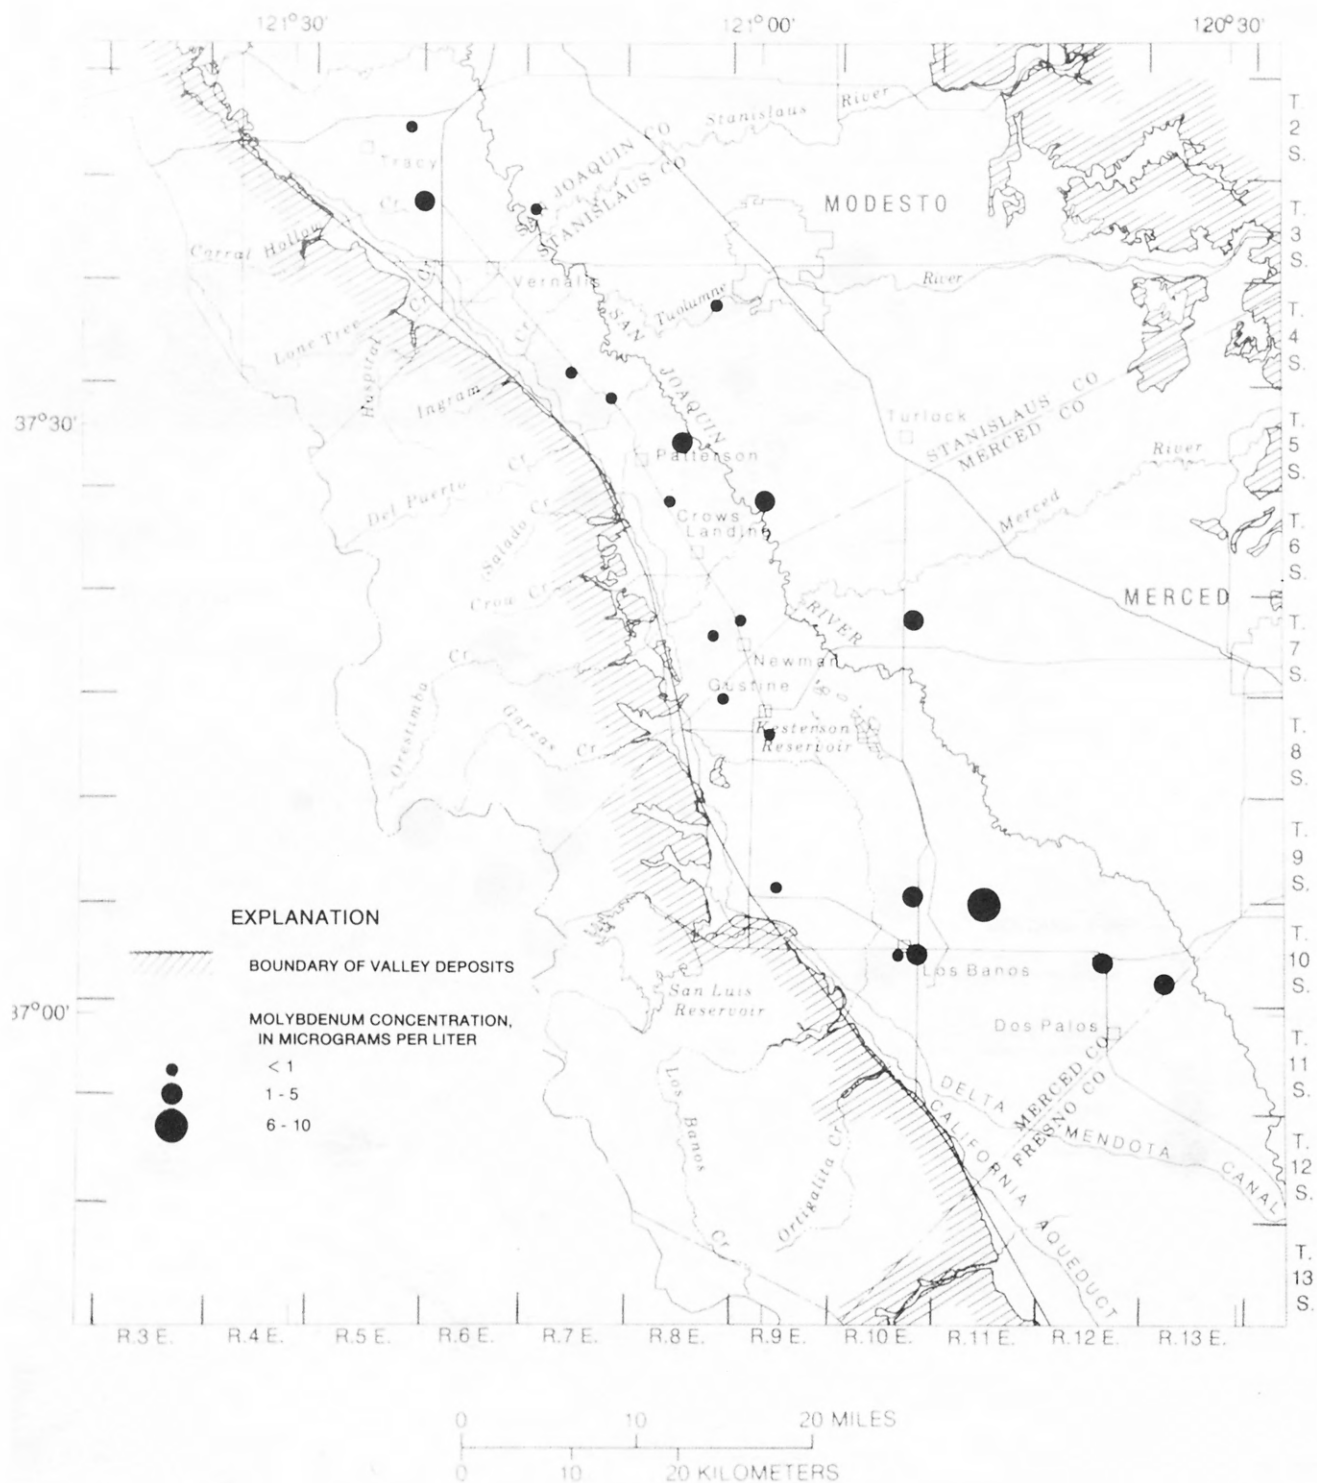 121°30'
121°00'
120°30'
T.
2
S.
Stanislaus
River
SAN JOAQUIN CO
STANISLAUS CO
Tracy
Cr.
MODESTO
T.
3
S.
Corral Hollow
Cr
Vernalis
River
Tuolumne
SAN
JOAQUIN
RIVER
T.
4
S.
Lone Tree
Cr
Hospital
Ingram
Cr
37°30'
Turlock
STANISLAUS CO
MERCED CO
River
Merced
T.
5
S.
Patterson
Del Puerto
Cr
Salado Cr
Crows
Landing
T.
6
S.
Crow Cr
MERCED
T.
7
S.
Orestimba
Cr
Newman
Gustine
Garzas
Cr
Kesterson
Reservoir
T.
8
S.
T.
9
S.
EXPLANATION
BOUNDARY OF VALLEY DEPOSITS
MOLYBDENUM CONCENTRATION,
IN MICROGRAMS PER LITER
< 1
1 - 5
6 - 10
T.
10
S.
Los Banos
San Luis
Reservoir
37°00'
Dos Palos
T.
11
S.
MERCED CO
FRESNO CO
Los Banos
Cr
Ortigalita Cr
DELTA
MENDOTA
CANAL
CALIFORNIA AQUEDUCT
T.
12
S.
T.
13
S.
R.3 E.
R.4 E.
R.5 E.
R.6 E.
R.7 E.
R.8 E.
R.9 E.
R.10 E.
R.11 E.
R.12 E.
R.13 E.
0
10
20 MILES
0
10
20 KILOMETERS